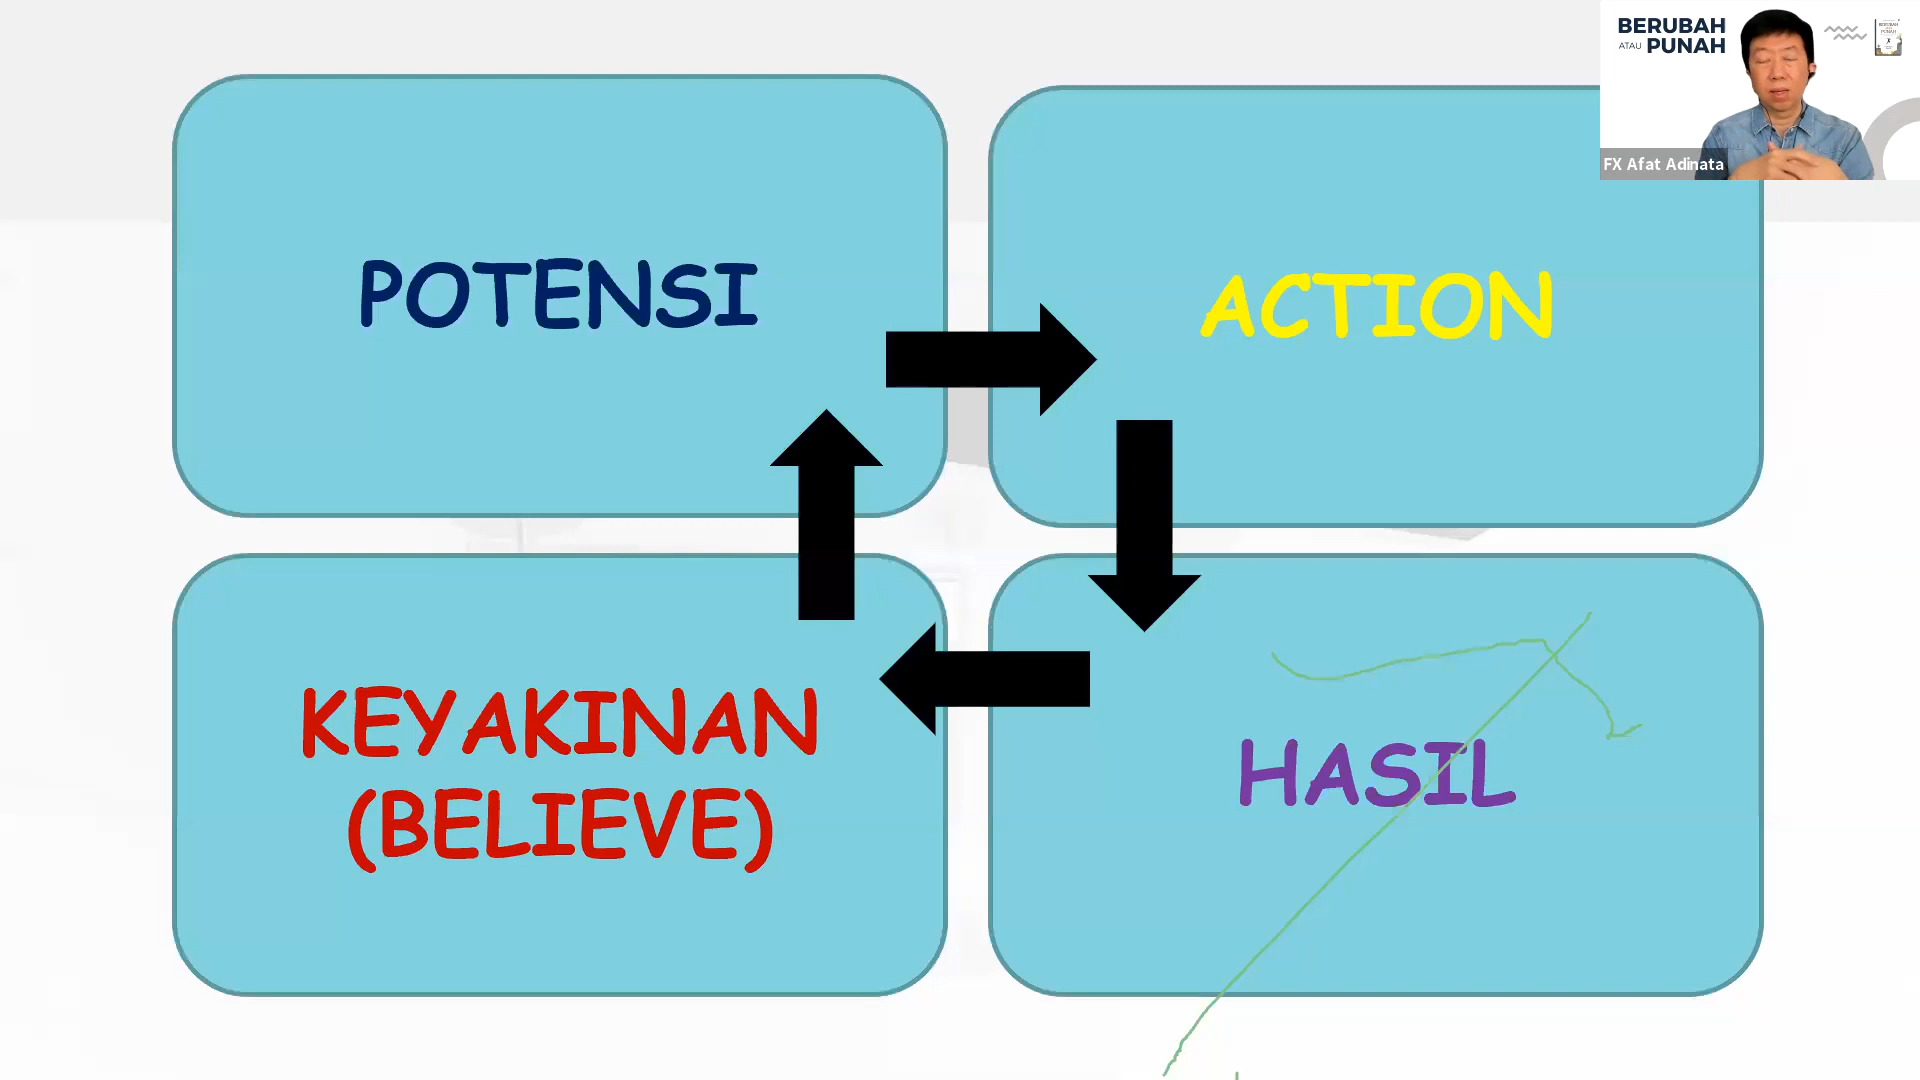 BERUBAH
ATAU PUNAH
FX Afat Adinata
POTENSI
ACTION
KEYAKINAN
(BELIEVE)
HASIL